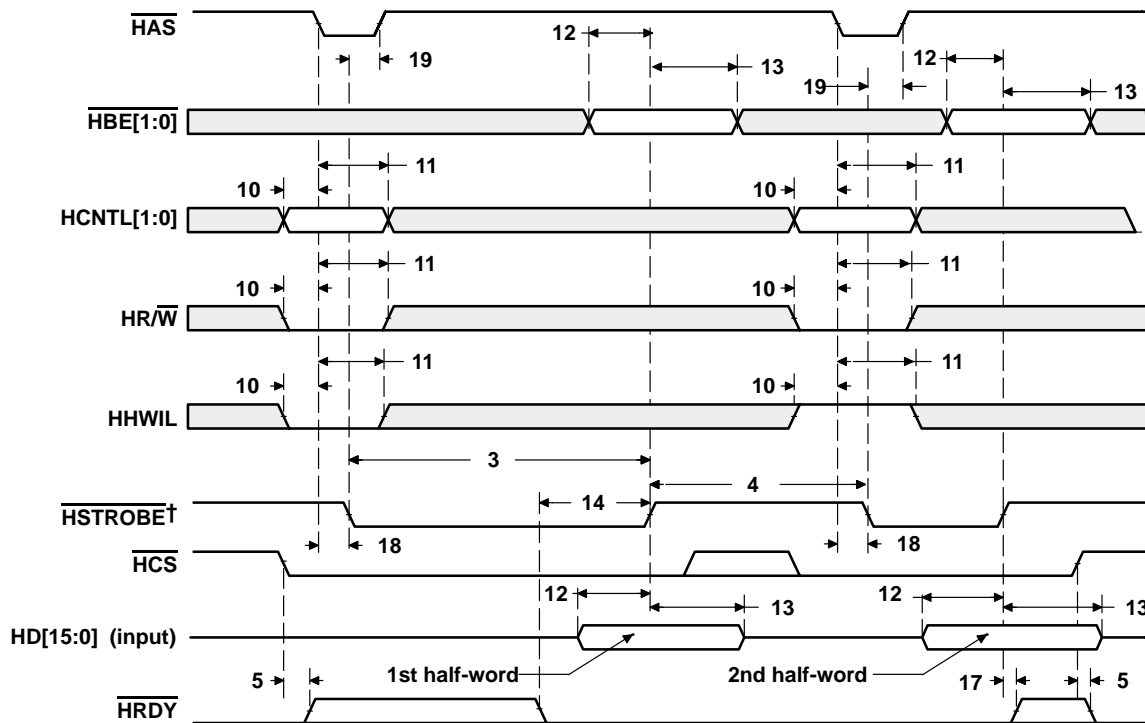 HAS
12
12
19
13
19
13
HBE[1:0]
11
11
10
10
HCNTL[1:0]
11
11
10
10
HR/W
11
11
10
10
HHWIL
3
4
14
HSTROBE†
18
18
HCS
12
12
13
13
HD[15:0] (input)
1st half-word
2nd half-word
5
17
5
HRDY